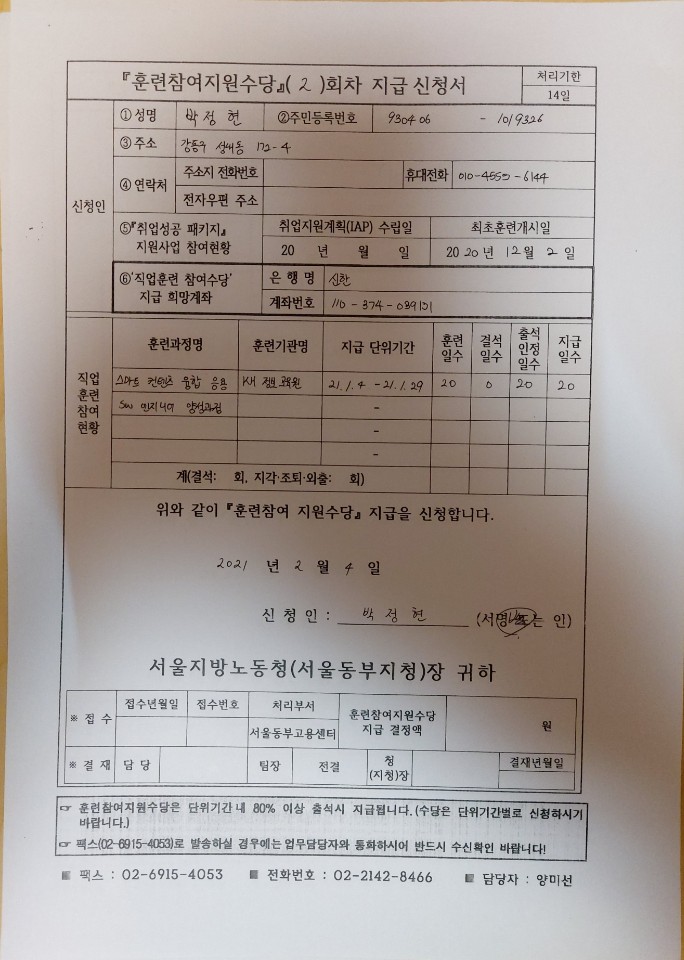 『훈련참여지원수당』( 2 )회차 지급 신청서
처리기한
14일
신청인
① 성명 박정현 ②주민등록번호 930406 - 1019326
③ 주소 강동구 성내동 172-4
④ 연락처
주소지 전화번호 휴대전화 010-4550-6144
전자우편 주소
⑤『취업성공 패키지』 지원사업 참여현황
취업지원계획(IAP) 수립일 최초훈련개시일
20 년 월 일 2020년 12월 2일
⑥'직업훈련 참여수당' 지급 희망계좌
은 행 명 신한
계좌번호 110-374-039131
직업훈련참여현황
훈련과정명 훈련기관명 지급 단위기간 훈련일수 결석일수 출석인정일수 지급일수
스마트 컨텐츠 융합 응용 KH 정보교육원 21.1.4 - 21.1.29 20 0 20 20
SW 엔지니어 양성과정 -
-
-
계(결석: 회, 지각·조퇴·외출: 회)
위와 같이 『훈련참여 지원수당』 지급을 신청합니다.
2021 년 2 월 4 일
신 청 인 : 박정현 (서명 또는 인)
서울지방노동청(서울동부지청)장 귀하
※ 접 수 접수년월일 접수번호 처리부서 훈련참여지원수당 지급 결정액 원
서울동부고용센터
※ 결 재 담 당 팀장 전결 청(지청)장 결재년월일
☞ 훈련참여지원수당은 단위기간 내 80% 이상 출석시 지급됩니다. (수당은 단위기간별로 신청하시기
바랍니다.)
☞ 팩스(02-6915-4053)로 발송하실 경우에는 업무담당자와 통화하시어 반드시 수신확인 바랍니다!
■ 팩스 : 02-6915-4053 ■ 전화번호 : 02-2142-8466 ■ 담당자 : 양미선